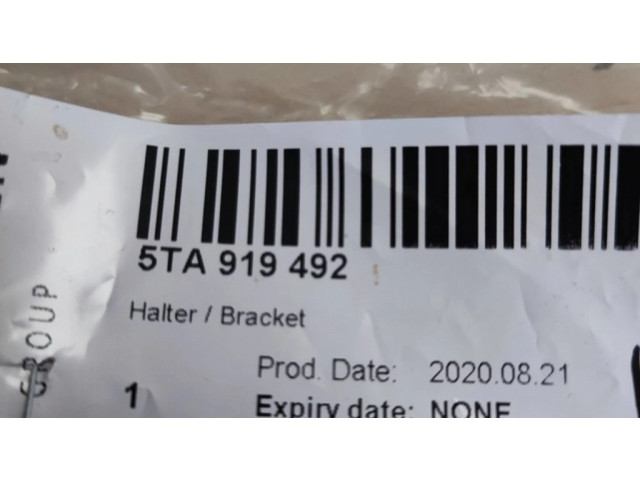 5TA 919 492
Halter / Bracket
Prod. Date: 2020.08.21
1
Expiry date: NONE
GROUP